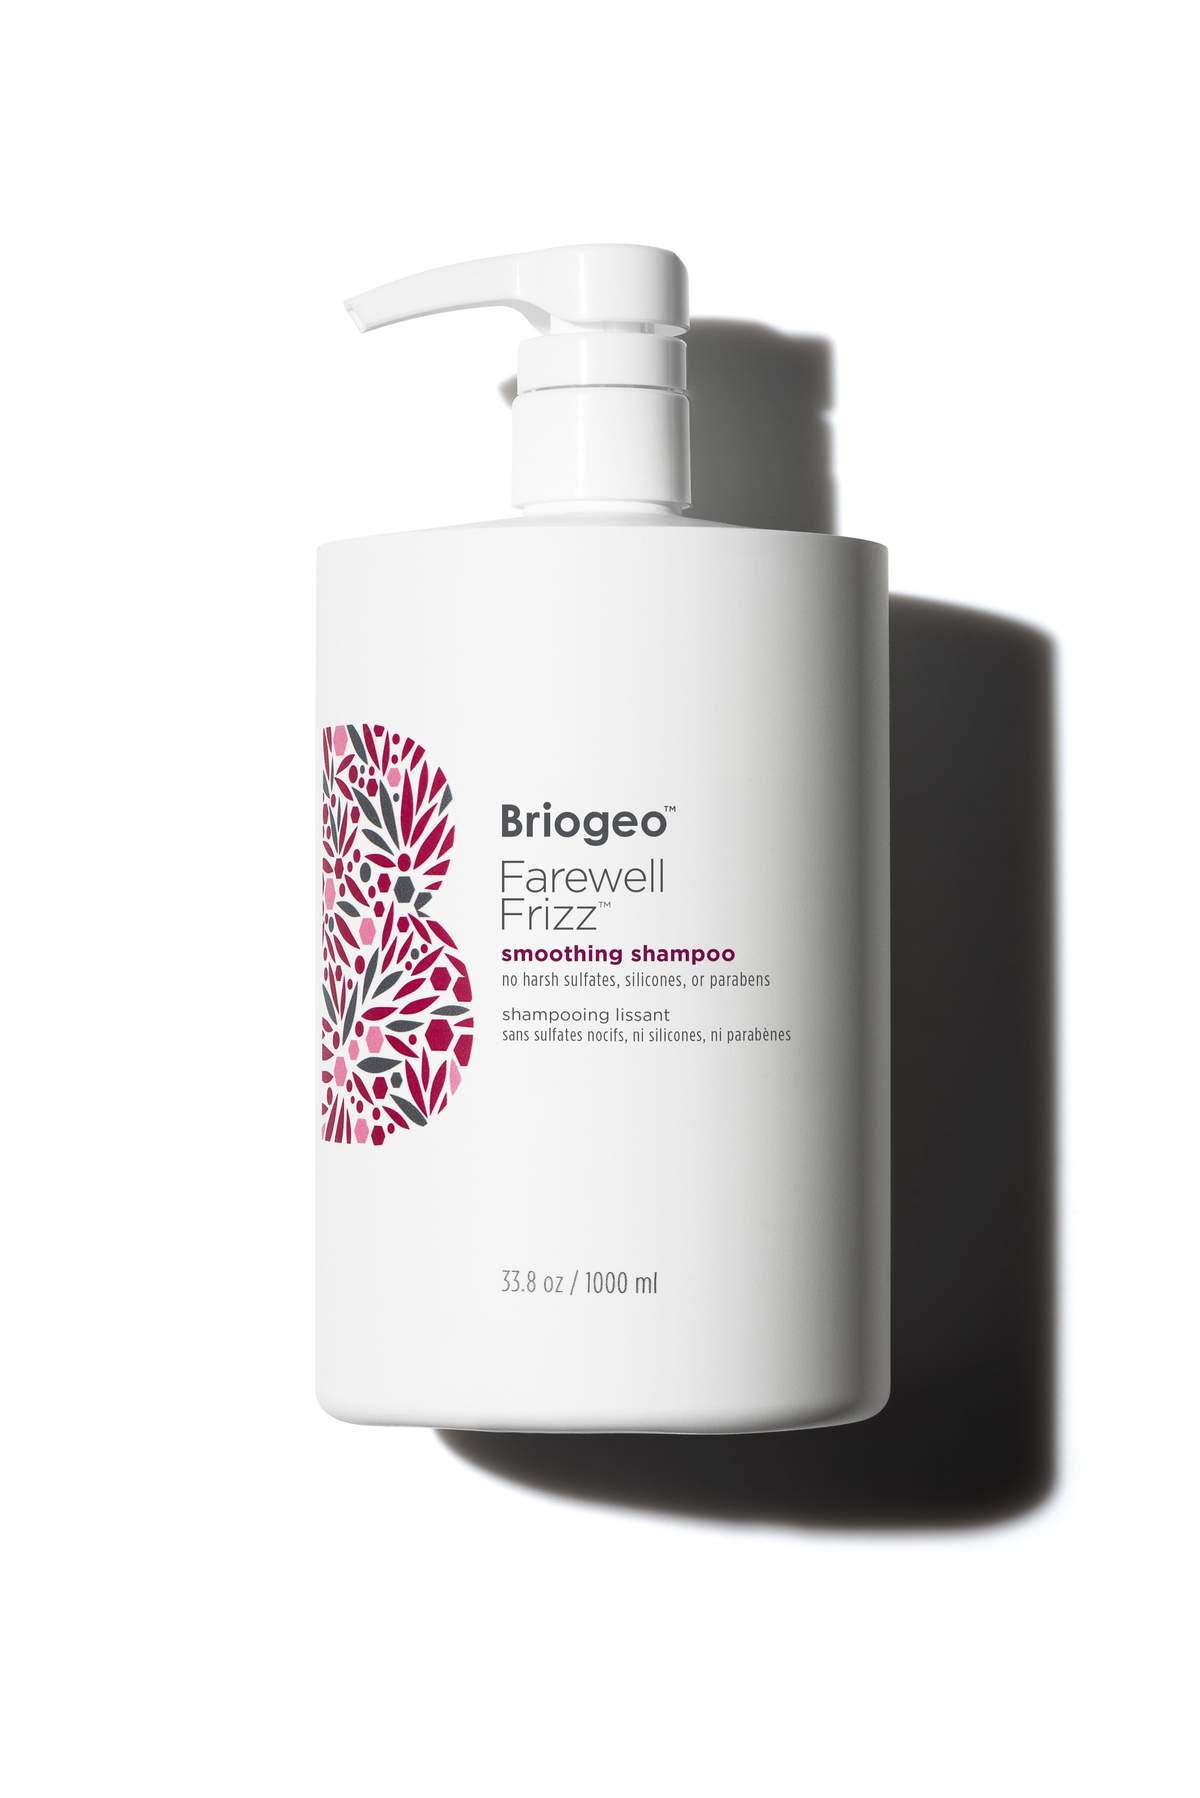 Briogeo™
Farewell
Frizz™
smoothing shampoo
no harsh sulfates, silicones, or parabens
shampooing lissant
sans sulfates nocifs, ni silicones, ni parabènes
33.8 oz / 1000 ml